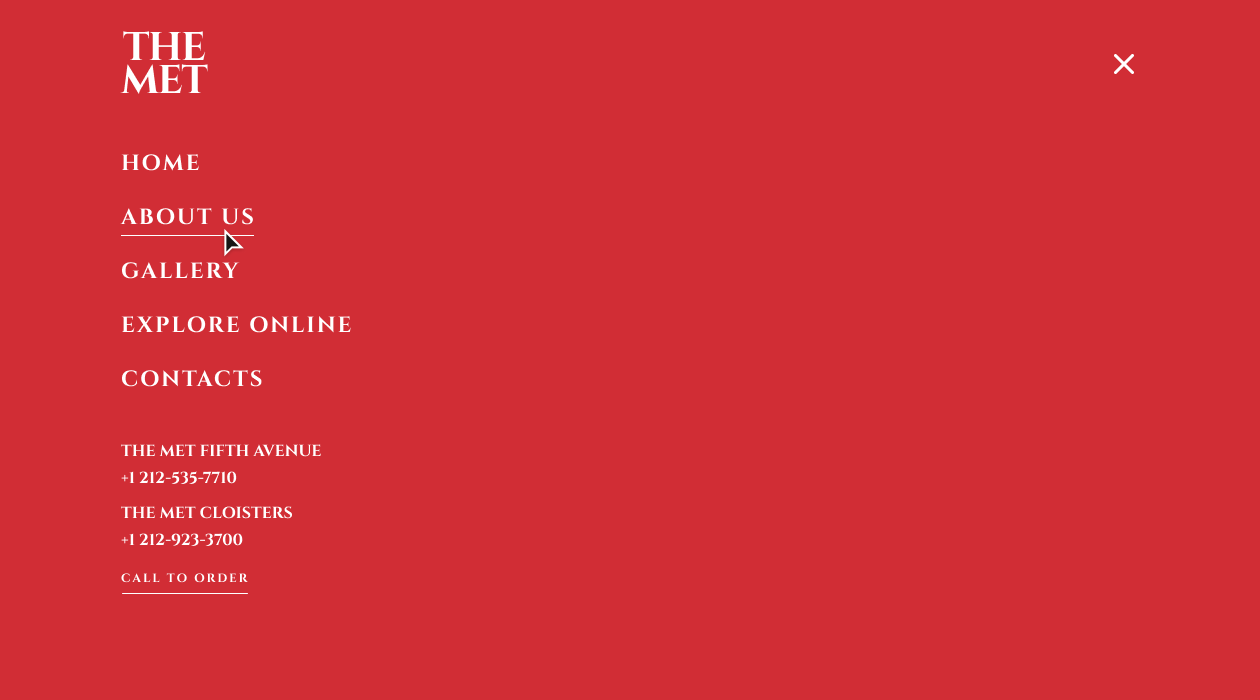 THE
MET
HOME
ABOUT US
GALLERY
EXPLORE ONLINE
CONTACTS
THE MET FIFTH AVENUE
+1 212-535-7710
THE MET CLOISTERS
+1 212-923-3700
CALL TO ORDER